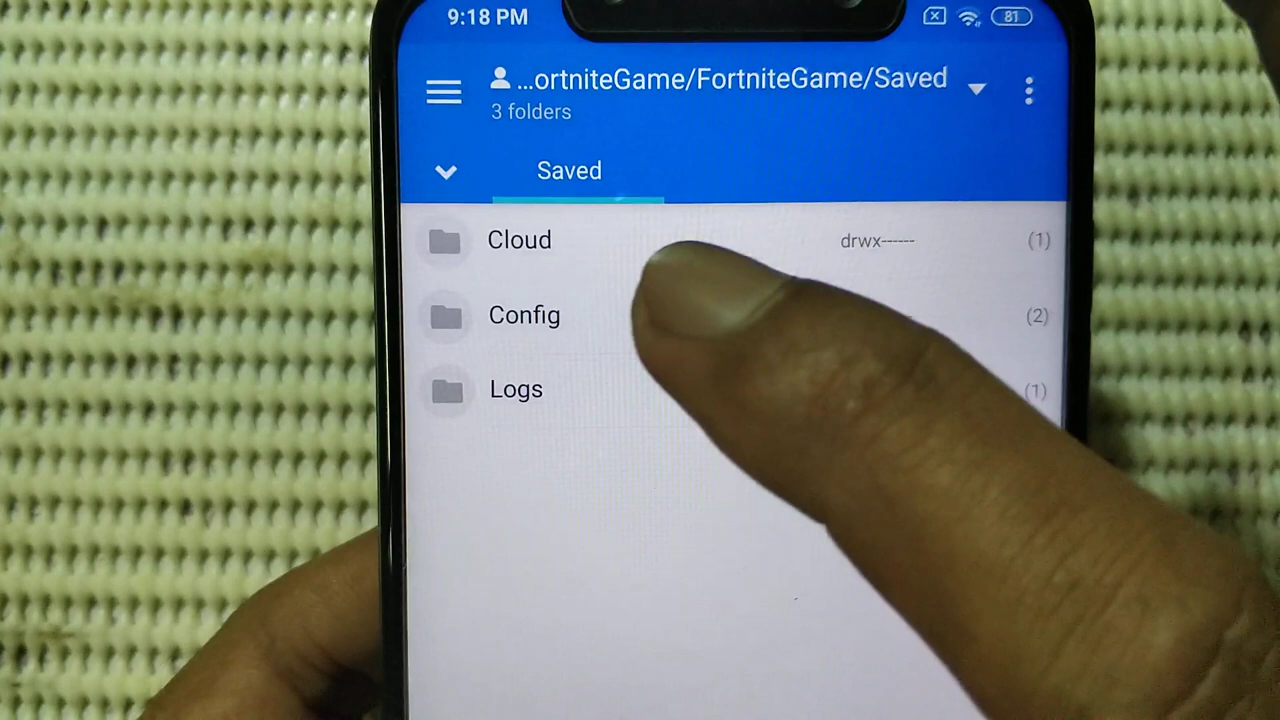 9:18 PM
81
...ortniteGame/FortniteGame/Saved
3 folders
Saved
Cloud drwx------ (1)
Config (2)
Logs (1)